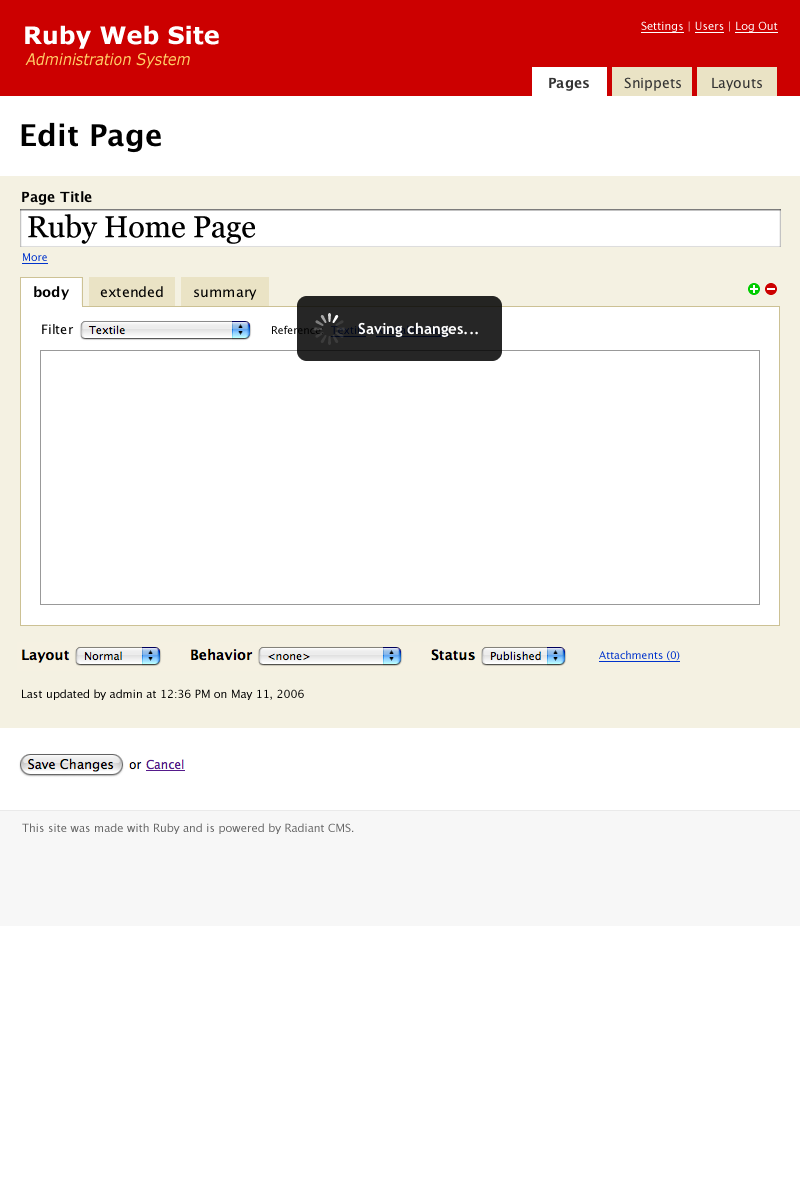 Ruby Web Site
Administration System
Settings | Users | Log Out
Pages Snippets Layouts
Edit Page
Page Title
Ruby Home Page
More
body extended summary
Filter Textile Reference
Saving changes...
Layout Normal Behavior <none> Status Published Attachments (0)
Last updated by admin at 12:36 PM on May 11, 2006
Save Changes or Cancel
This site was made with Ruby and is powered by Radiant CMS.